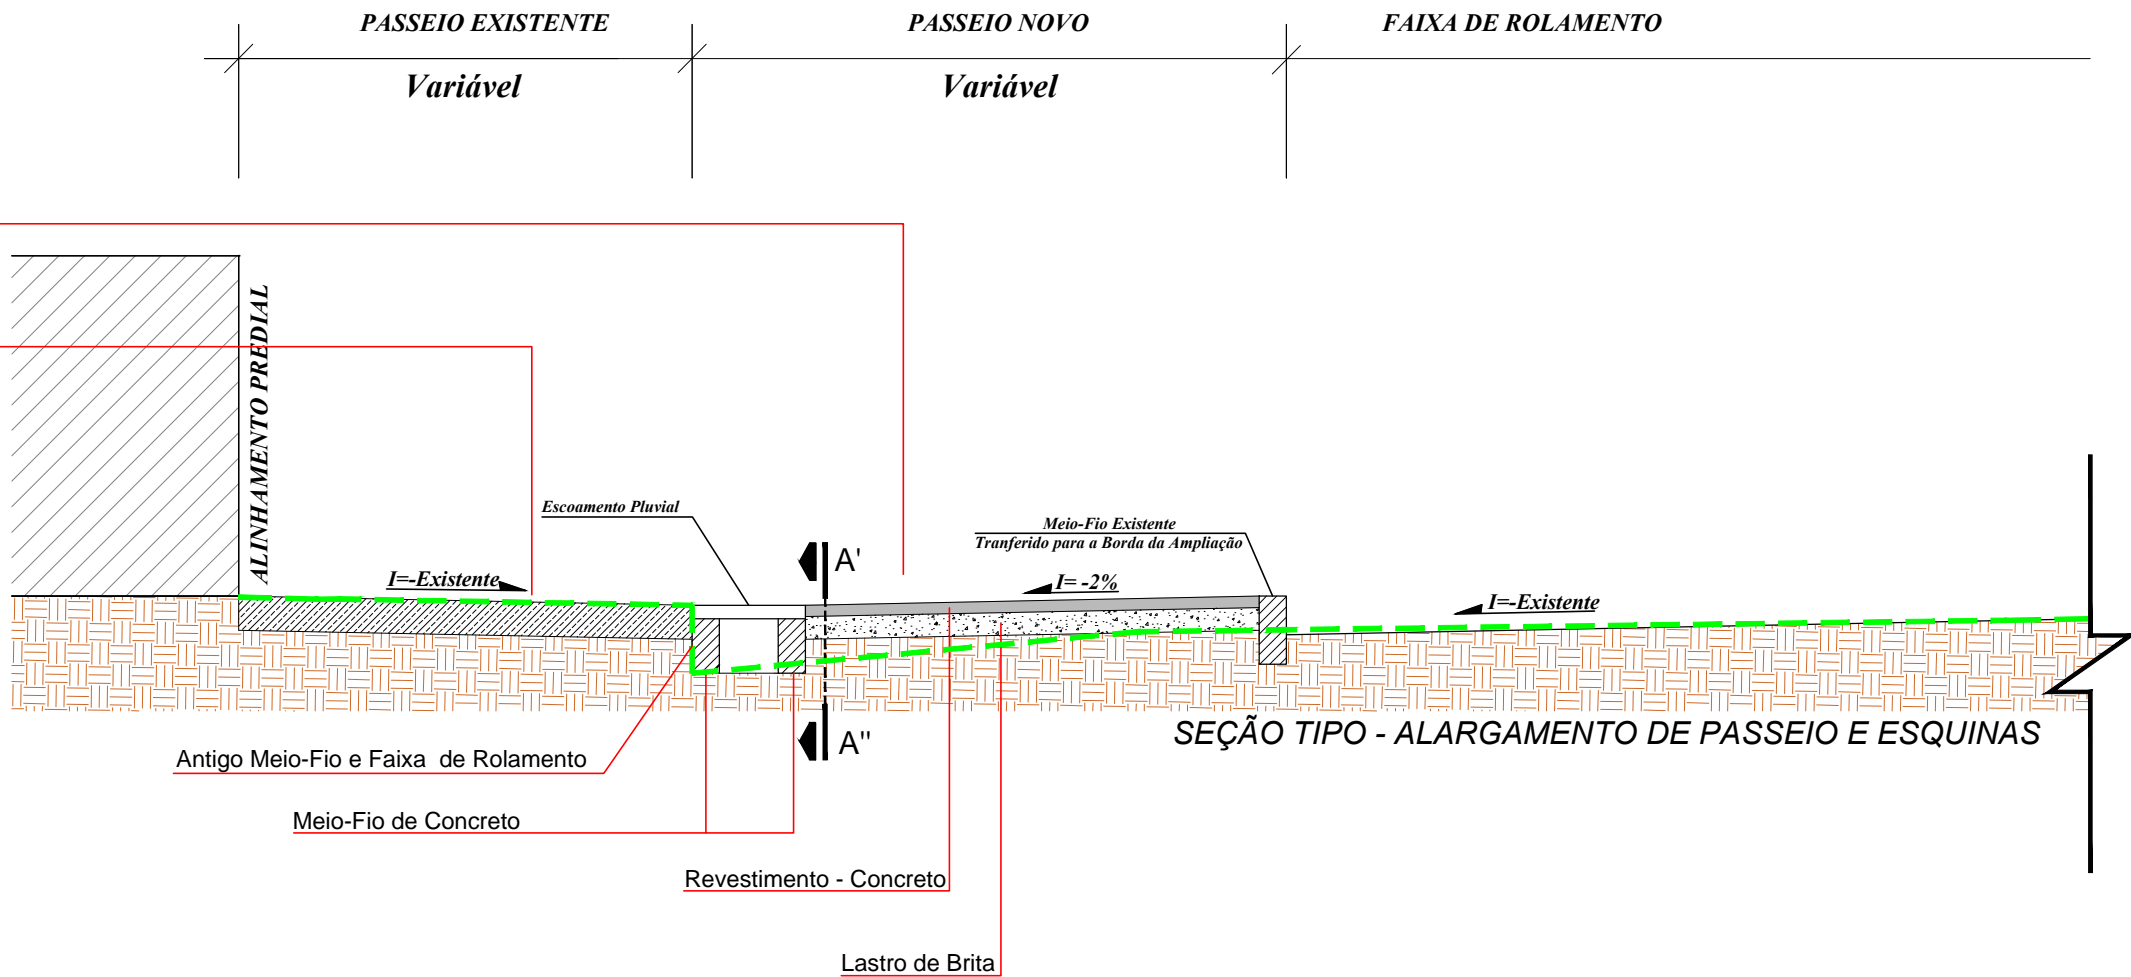 PASSEIO EXISTENTE
PASSEIO NOVO
FAIXA DE ROLAMENTO
Variável
Variável
ALINHAMENTO PREDIAL
Escoamento Pluvial
Meio-Fio Existente
Tranferido para a Borda da Ampliação
A'
I=-Existente
I= -2%
I=-Existente
A"
SEÇÃO TIPO - ALARGAMENTO DE PASSEIO E ESQUINAS
Antigo Meio-Fio e Faixa de Rolamento
Meio-Fio de Concreto
Revestimento - Concreto
Lastro de Brita